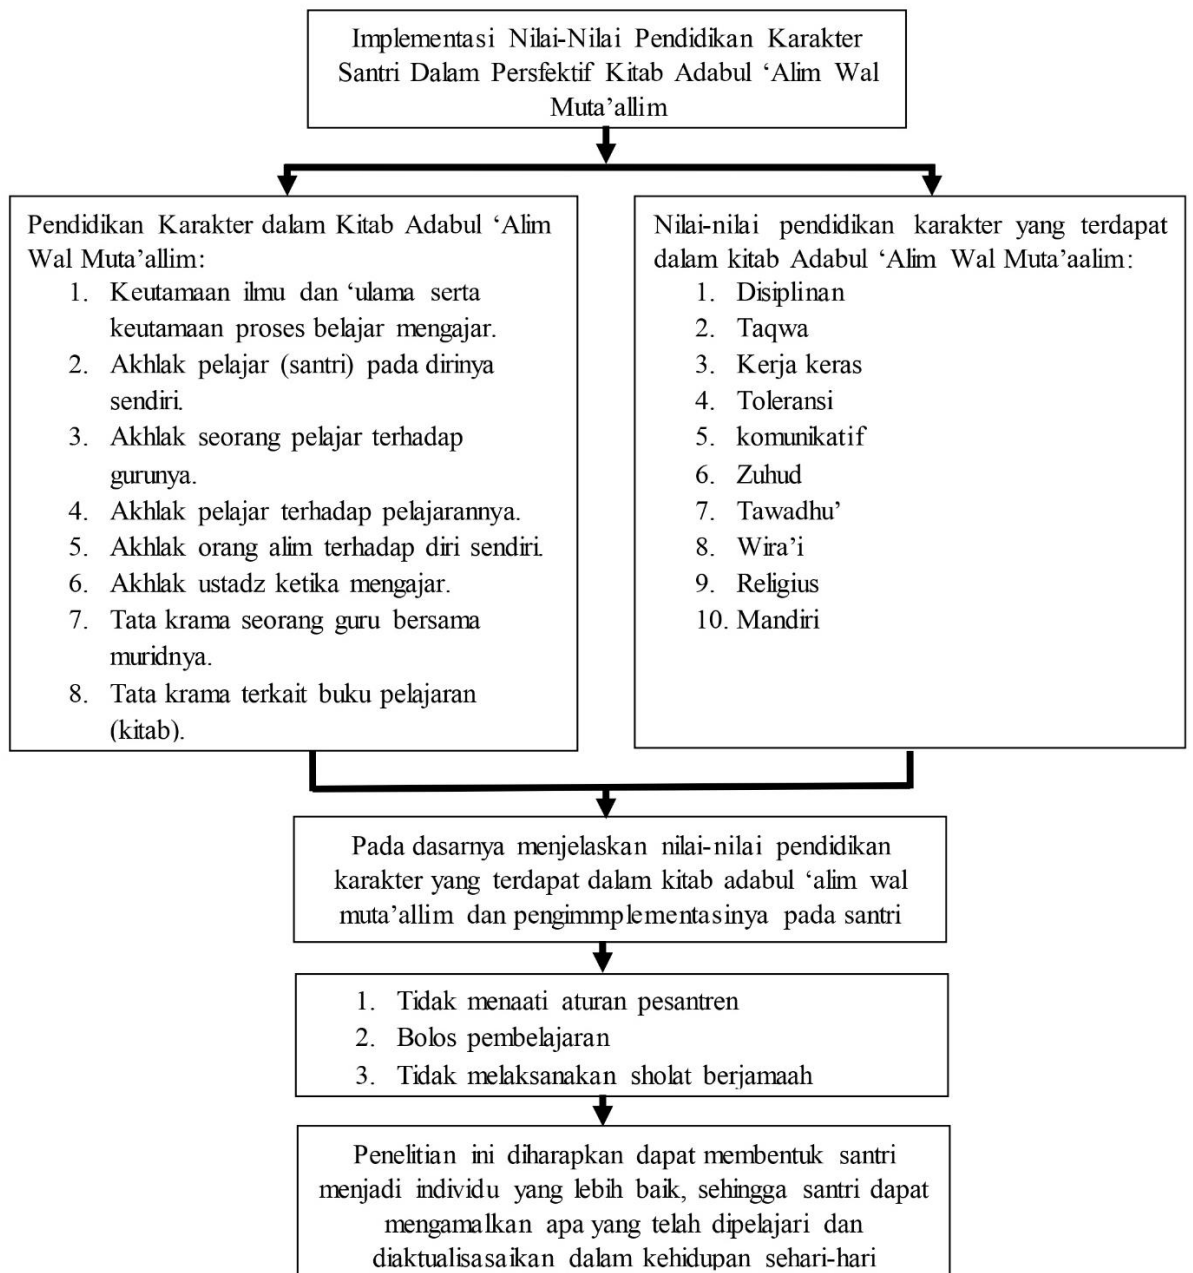 Implementasi Nilai-Nilai Pendidikan Karakter
Santri Dalam Persfektif Kitab Adabul ‘Alim Wal
Muta’allim
Pendidikan Karakter dalam Kitab Adabul ‘Alim
Wal Muta’allim:
1. Keutamaan ilmu dan ‘ulama serta
keutamaan proses belajar mengajar.
2. Akhlak pelajar (santri) pada dirinya
sendiri.
3. Akhlak seorang pelajar terhadap
gurunya.
4. Akhlak pelajar terhadap pelajarannya.
5. Akhlak orang alim terhadap diri sendiri.
6. Akhlak ustadz ketika mengajar.
7. Tata krama seorang guru bersama
muridnya.
8. Tata krama terkait buku pelajaran
(kitab).
Nilai-nilai pendidikan karakter yang terdapat
dalam kitab Adabul ‘Alim Wal Muta’aalim:
1. Disiplinan
2. Taqwa
3. Kerja keras
4. Toleransi
5. komunikatif
6. Zuhud
7. Tawadhu’
8. Wira’i
9. Religius
10. Mandiri
Pada dasarnya menjelaskan nilai-nilai pendidikan
karakter yang terdapat dalam kitab adabul ‘alim wal
muta’allim dan pengimmplementasinya pada santri
1. Tidak menaati aturan pesantren
2. Bolos pembelajaran
3. Tidak melaksanakan sholat berjamaah
Penelitian ini diharapkan dapat membentuk santri
menjadi individu yang lebih baik, sehingga santri dapat
mengamalkan apa yang telah dipelajari dan
diaktualisasaikan dalam kehidupan sehari-hari